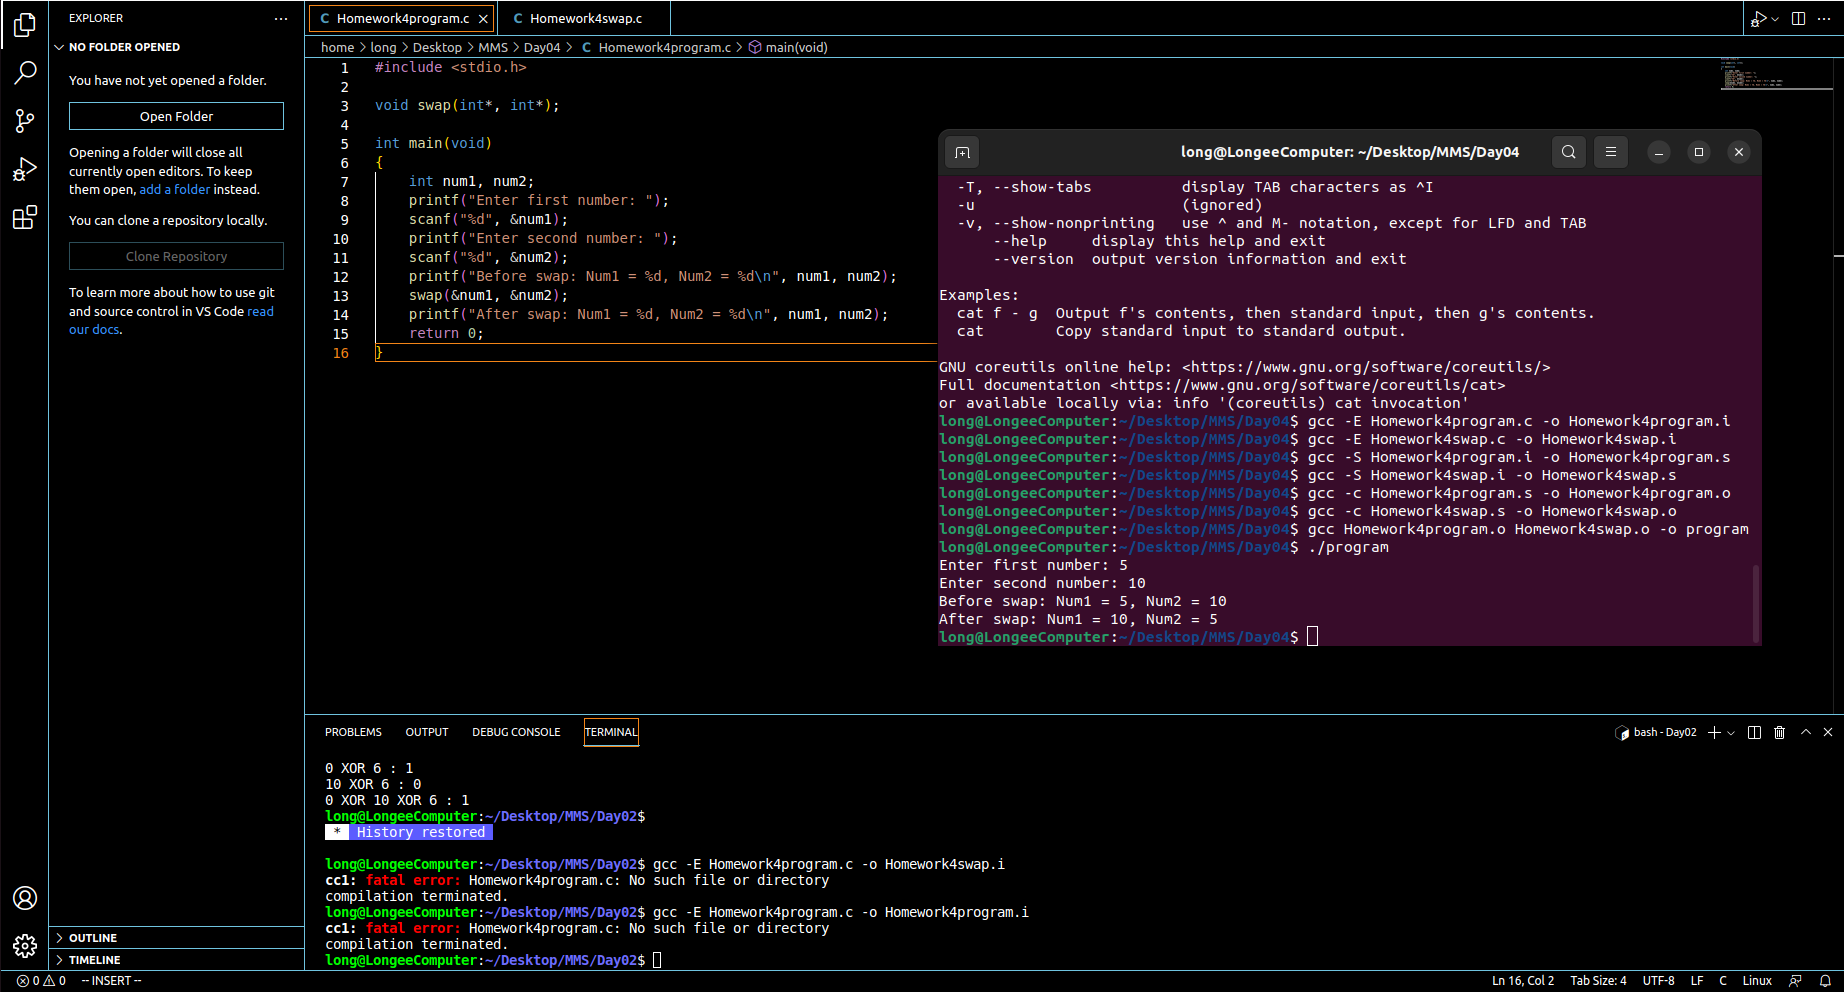 EXPLORER
NO FOLDER OPENED
You have not yet opened a folder.
Open Folder
Opening a folder will close all
currently open editors. To keep
them open, add a folder instead.
You can clone a repository locally.
Clone Repository
To learn more about how to use git
and source control in VS Code read
our docs.
OUTLINE
TIMELINE
C Homework4program.c
C Homework4swap.c
home > long > Desktop > MMS > Day04 > C Homework4program.c > main(void)
1 #include <stdio.h>
2
3 void swap(int*, int*);
4
5 int main(void)
6 {
7 int num1, num2;
8 printf("Enter first number: ");
9 scanf("%d", &num1);
10 printf("Enter second number: ");
11 scanf("%d", &num2);
12 printf("Before swap: Num1 = %d, Num2 = %d\n", num1, num2);
13 swap(&num1, &num2);
14 printf("After swap: Num1 = %d, Num2 = %d\n", num1, num2);
15 return 0;
16 }
long@LongeeComputer: ~/Desktop/MMS/Day04
-T, --show-tabs display TAB characters as ^I
-u (ignored)
-v, --show-nonprinting use ^ and M- notation, except for LFD and TAB
--help display this help and exit
--version output version information and exit
Examples:
cat f - g Output f's contents, then standard input, then g's contents.
cat Copy standard input to standard output.
GNU coreutils online help: <https://www.gnu.org/software/coreutils/>
Full documentation <https://www.gnu.org/software/coreutils/cat>
or available locally via: info '(coreutils) cat invocation'
long@LongeeComputer:~/Desktop/MMS/Day04$ gcc -E Homework4program.c -o Homework4program.i
long@LongeeComputer:~/Desktop/MMS/Day04$ gcc -E Homework4swap.c -o Homework4swap.i
long@LongeeComputer:~/Desktop/MMS/Day04$ gcc -S Homework4program.i -o Homework4program.s
long@LongeeComputer:~/Desktop/MMS/Day04$ gcc -S Homework4swap.i -o Homework4swap.s
long@LongeeComputer:~/Desktop/MMS/Day04$ gcc -c Homework4program.s -o Homework4program.o
long@LongeeComputer:~/Desktop/MMS/Day04$ gcc -c Homework4swap.s -o Homework4swap.o
long@LongeeComputer:~/Desktop/MMS/Day04$ gcc Homework4program.o Homework4swap.o -o program
long@LongeeComputer:~/Desktop/MMS/Day04$ ./program
Enter first number: 5
Enter second number: 10
Before swap: Num1 = 5, Num2 = 10
After swap: Num1 = 10, Num2 = 5
long@LongeeComputer:~/Desktop/MMS/Day04$
PROBLEMS OUTPUT DEBUG CONSOLE TERMINAL
bash - Day02
0 XOR 6 : 1
10 XOR 6 : 0
0 XOR 10 XOR 6 : 1
long@LongeeComputer:~/Desktop/MMS/Day02$
* History restored
long@LongeeComputer:~/Desktop/MMS/Day02$ gcc -E Homework4program.c -o Homework4swap.i
cc1: fatal error: Homework4program.c: No such file or directory
compilation terminated.
long@LongeeComputer:~/Desktop/MMS/Day02$ gcc -E Homework4program.c -o Homework4program.i
cc1: fatal error: Homework4program.c: No such file or directory
compilation terminated.
long@LongeeComputer:~/Desktop/MMS/Day02$
0 0 -- INSERT --
Ln 16, Col 2 Tab Size: 4 UTF-8 LF C Linux